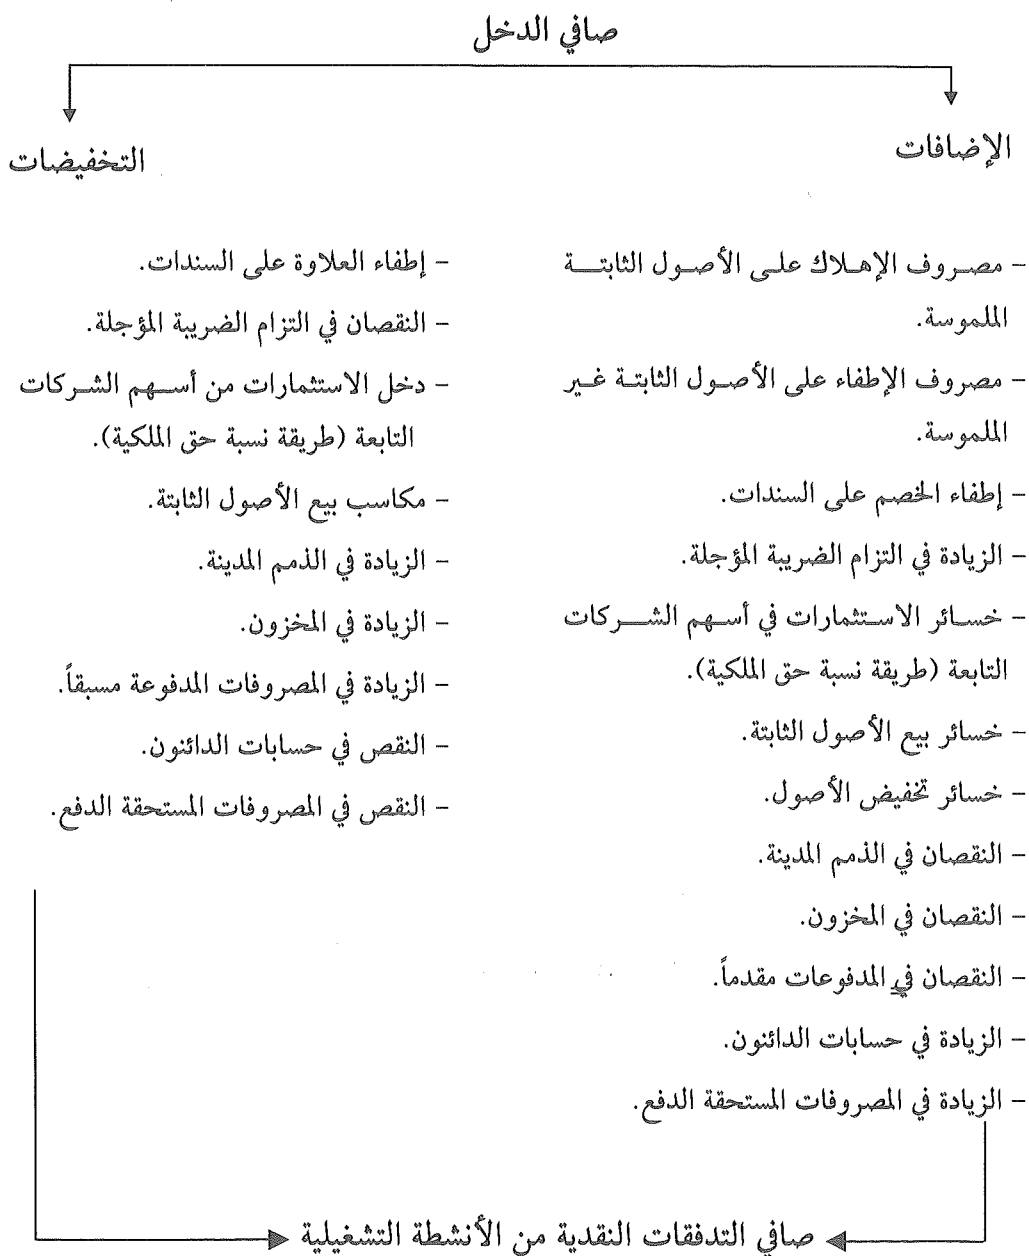 صافي الدخل
الإضافات
- مصروف الإهلاك على الأصول الثابتة
الملموسة.
- مصروف الإطفاء على الأصول الثابتة غير
الملموسة.
- إطفاء الخصم على السندات.
- الزيادة في التزام الضريبة المؤجلة.
- خسائر الاستثمارات في أسهم الشركات
التابعة (طريقة نسبة حق الملكية).
- خسائر بيع الأصول الثابتة.
- خسائر تخفيض الأصول.
- النقصان في الذمم المدينة.
- النقصان في المخزون.
- النقصان في المدفوعات مقدماً.
- الزيادة في حسابات الدائنون.
- الزيادة في المصروفات المستحقة الدفع.
التخفيضات
- إطفاء العلاوة على السندات.
- النقصان في التزام الضريبة المؤجلة.
- دخل الاستثمارات من أسهم الشركات
التابعة (طريقة نسبة حق الملكية).
- مكاسب بيع الأصول الثابتة.
- الزيادة في الذمم المدينة.
- الزيادة في المخزون.
- الزيادة في المصروفات المدفوعة مسبقاً.
- النقص في حسابات الدائنون.
- النقص في المصروفات المستحقة الدفع.
صافي التدفقات النقدية من الأنشطة التشغيلية